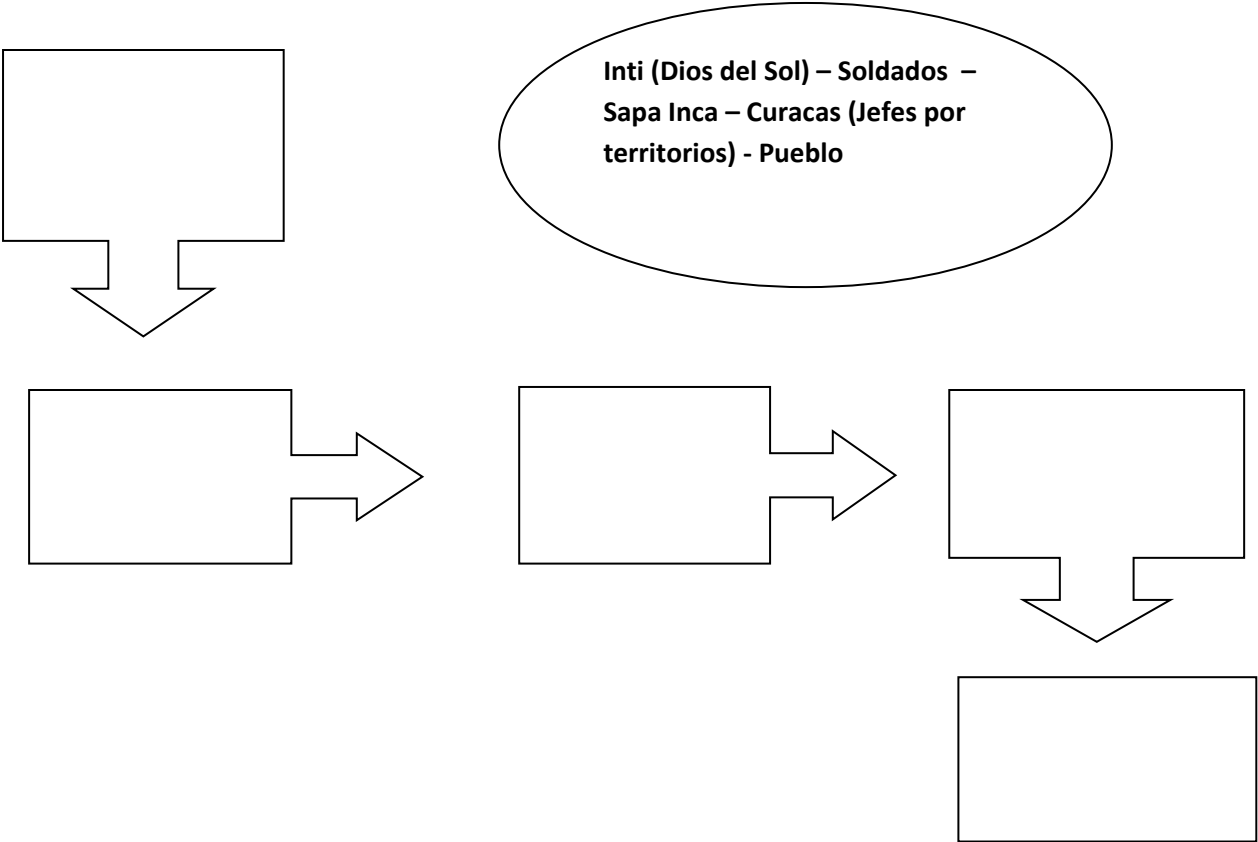 Inti (Dios del Sol) – Soldados –
Sapa Inca – Curacas (Jefes por
territorios) - Pueblo